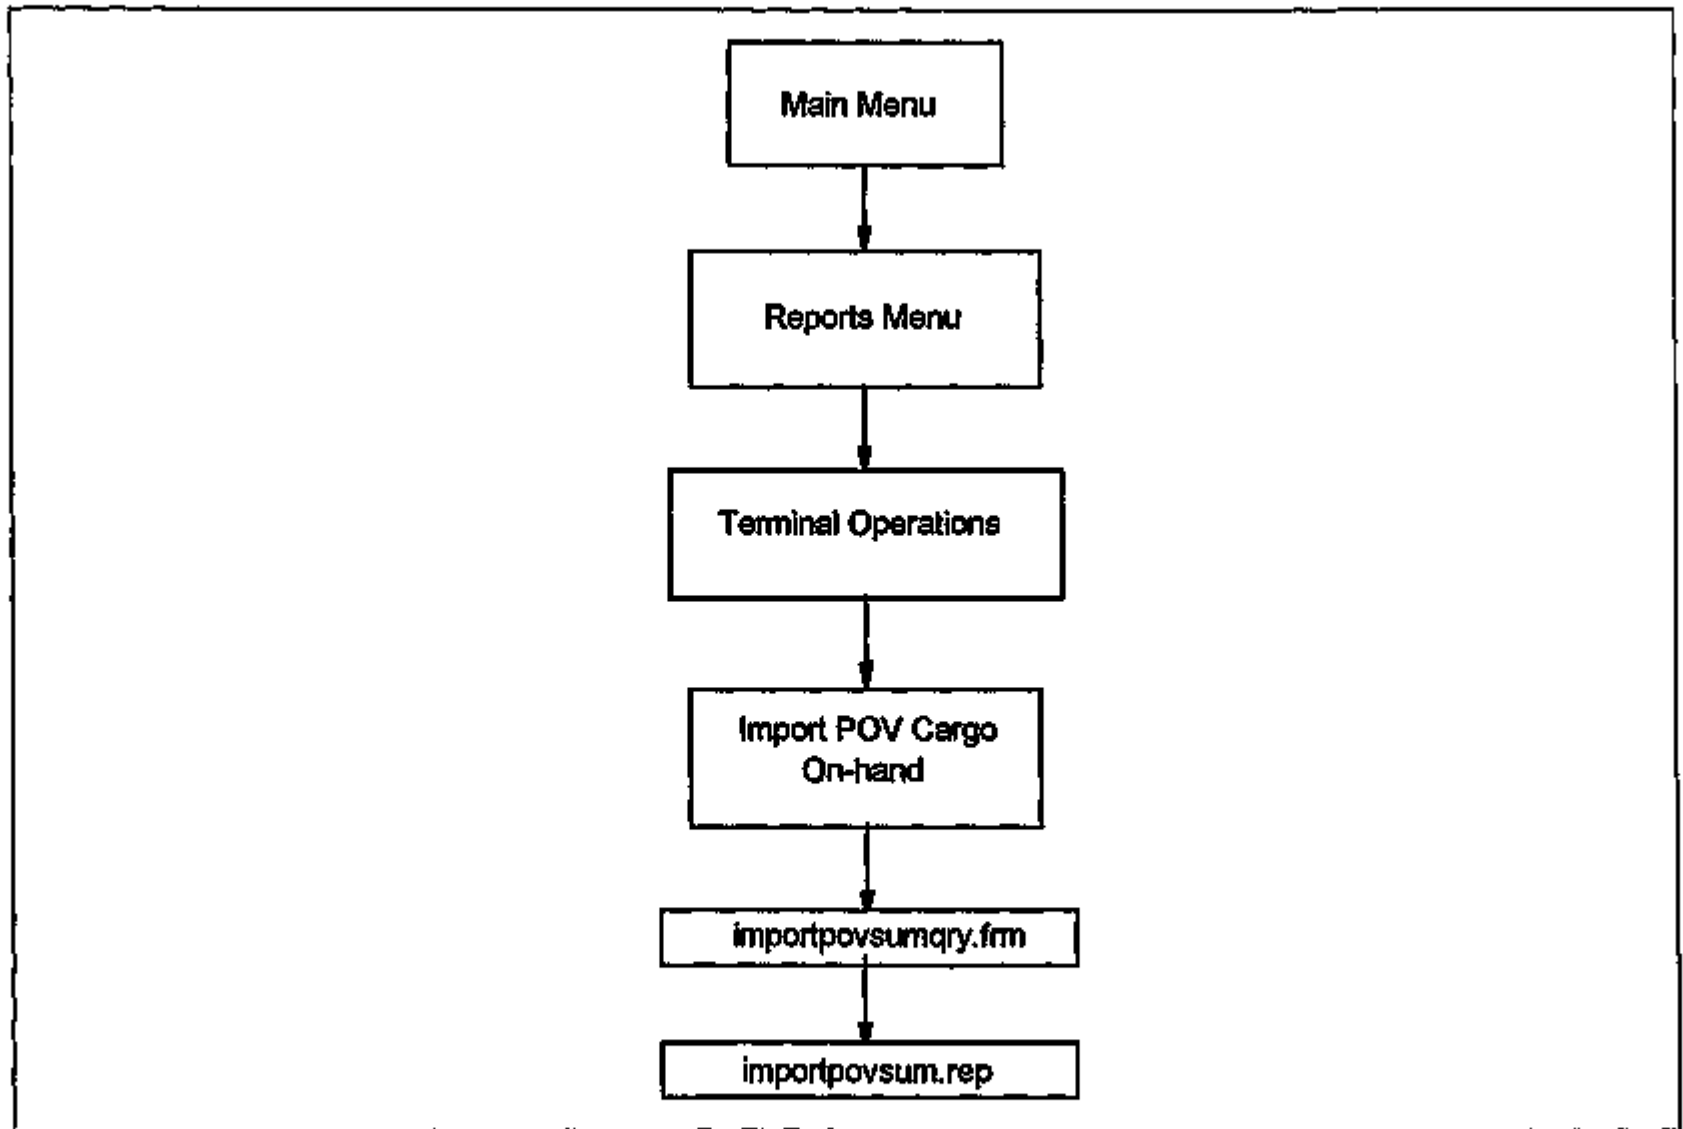 Main Menu
Reports Menu
Terminal Operations
Import POV Cargo
On-hand
importpovsumqry.frm
importpovsum.rep